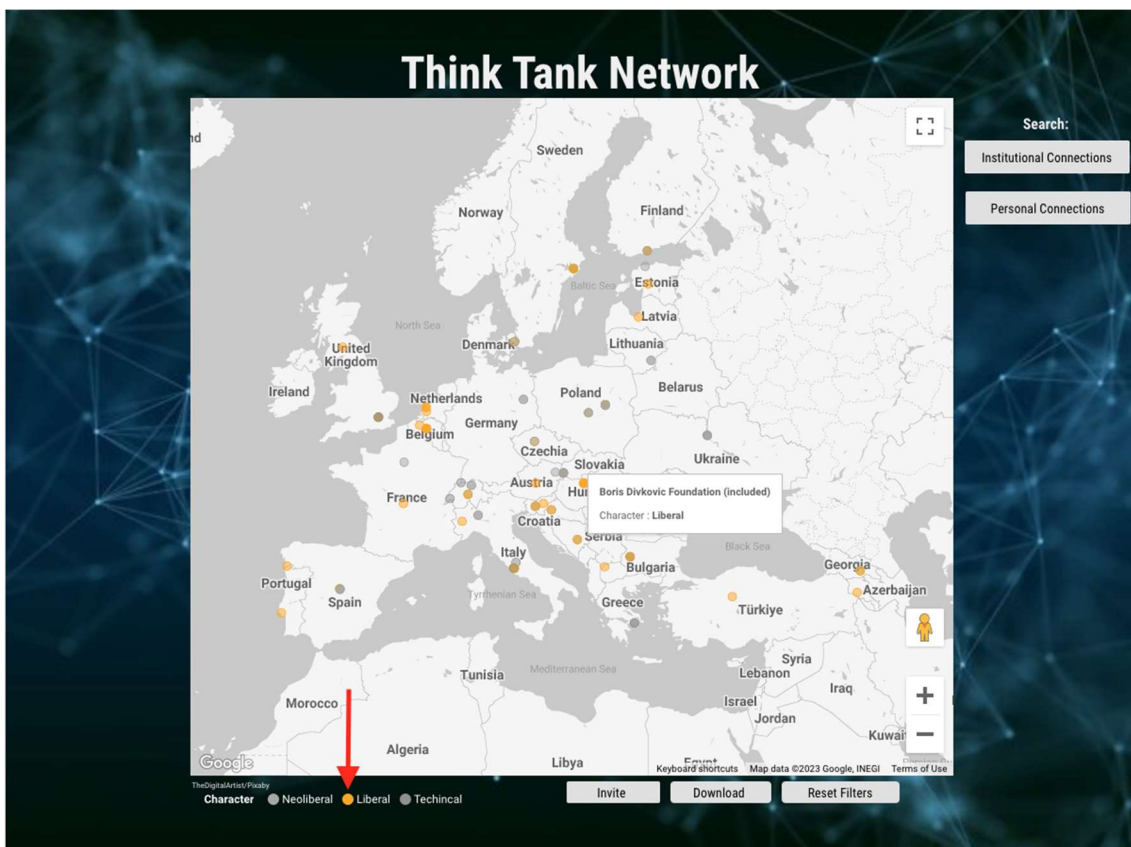 Think Tank Network
Search:
Institutional Connections
Personal Connections
nd
Sweden
Finland
Norway
Estonia
Baltic Sea
Latvia
North Sea
Denmark
Lithuania
United
Kingdom
Ireland
Netherlands
Poland
Belarus
Germany
Belgium
Czechia
Ukraine
Slovakia
Austria
Hun
France
Boris Divkovic Foundation (included)
Character : Liberal
Croatia
Serbia
Black Sea
Italy
Bulgaria
Georgia
Portugal
Azerbaijan
Spain
Tyrrhenian Sea
Greece
Türkiye
Mediterranean Sea
Syria
Lebanon
Tunisia
Iraq
Israel
Morocco
Jordan
Kuwai
Algeria
Libya
Egypt
Google
Keyboard shortcuts Map data ©2023 Google, INEGI Terms of Use
TheDigitalArtist/Pixaby
Character Neoliberal Liberal Techincal
Invite Download Reset Filters